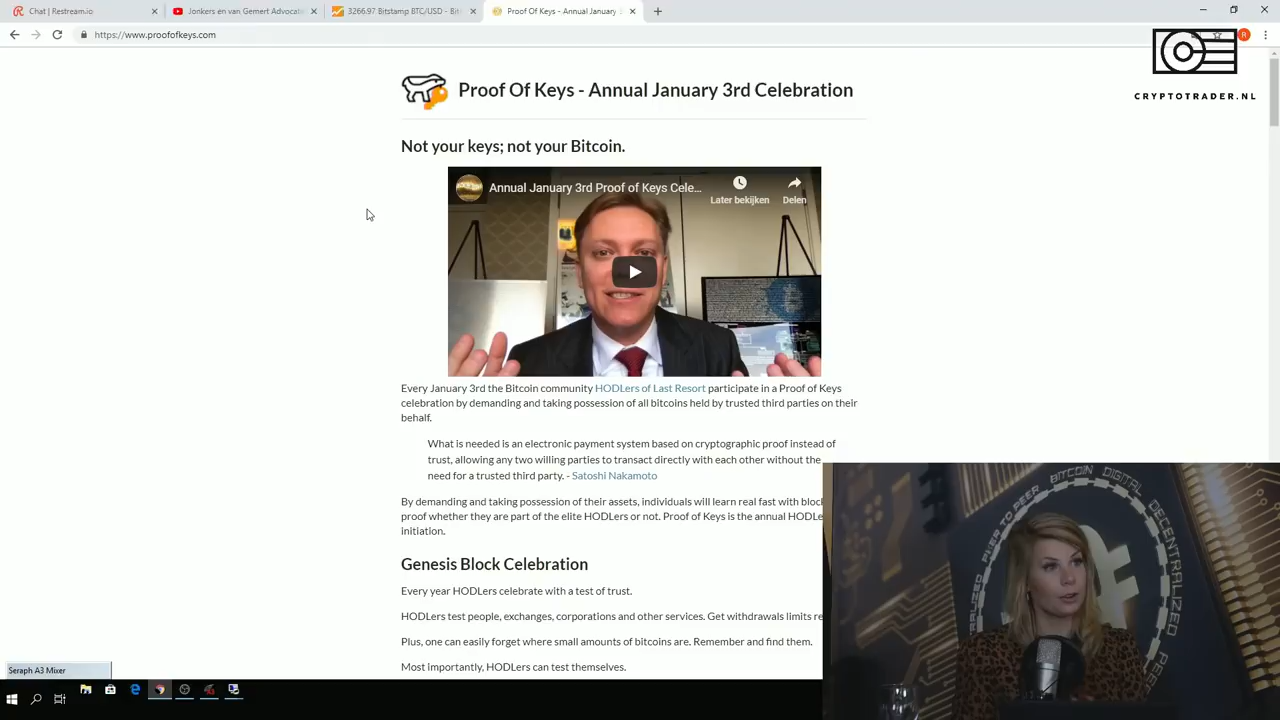 Chat | Restream.io
Jonkers en van Gemert Advocate
3266.97 Bitstamp BTC/USD - Bit
Proof Of Keys - Annual January
https://www.proofofkeys.com
R
CRYPTOTRADER.NL
Proof Of Keys - Annual January 3rd Celebration
Not your keys; not your Bitcoin.
Annual January 3rd Proof of Keys Cele...
Later bekijken
Delen
Every January 3rd the Bitcoin community HODLers of Last Resort participate in a Proof of Keys
celebration by demanding and taking possession of all bitcoins held by trusted third parties on their
behalf.
What is needed is an electronic payment system based on cryptographic proof instead of
trust, allowing any two willing parties to transact directly with each other without the
need for a trusted third party. - Satoshi Nakamoto
By demanding and taking possession of their assets, individuals will learn real fast with block
proof whether they are part of the elite HODLers or not. Proof of Keys is the annual HODLe
initiation.
Genesis Block Celebration
Every year HODLers celebrate with a test of trust.
HODLers test people, exchanges, corporations and other services. Get withdrawals limits re
Plus, one can easily forget where small amounts of bitcoins are. Remember and find them.
Most importantly, HODLers can test themselves.
Seraph A3 Mixer
PEER TO PEER BITCOIN DIGITAL DECENTRALIZED PEE